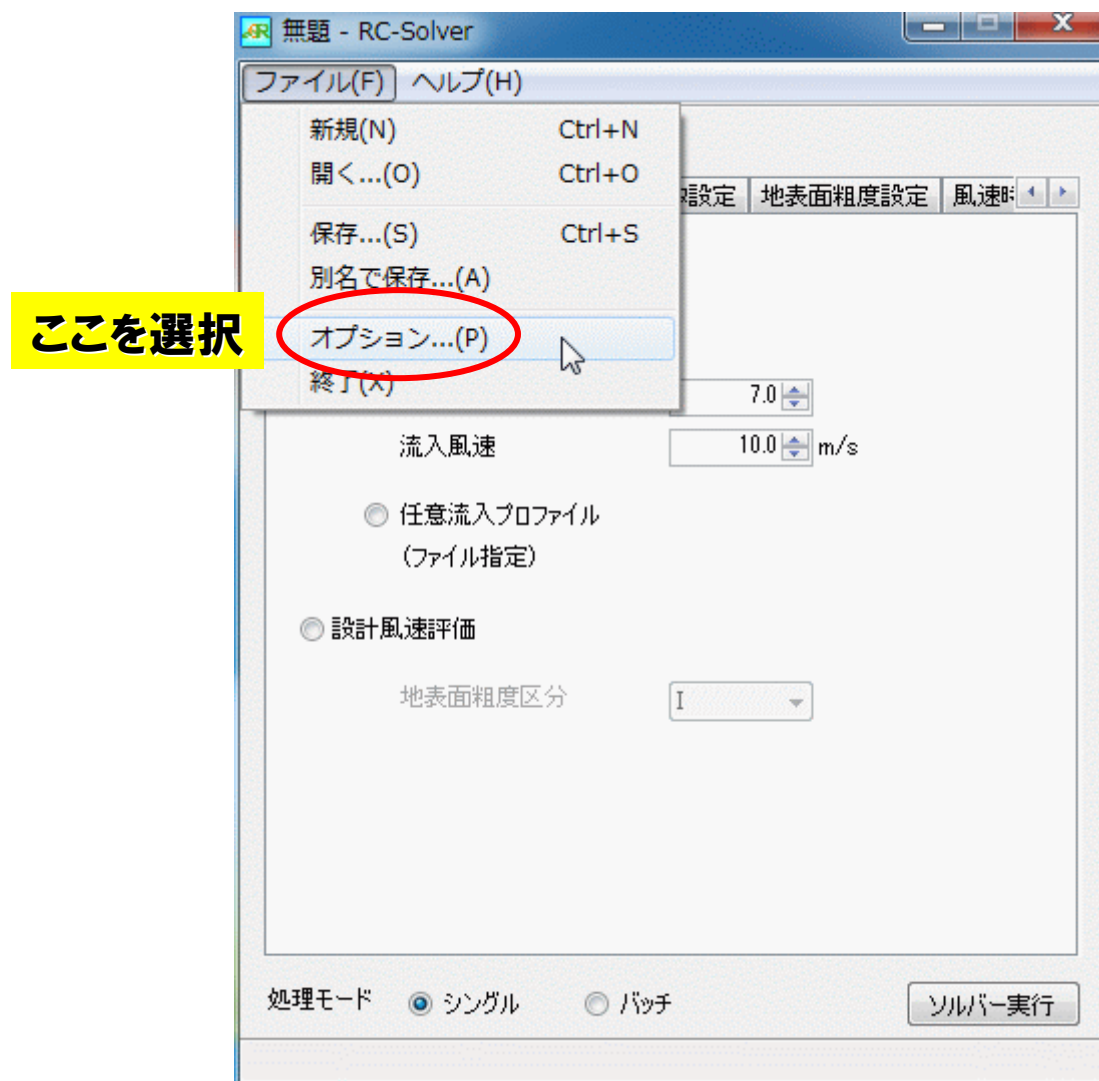 無題 - RC-Solver
ファイル(F) ヘルプ(H)
新規(N) Ctrl+N
開く...(O) Ctrl+O
設定 地表面粗度設定 風速
保存...(S) Ctrl+S
別名で保存...(A)
ここを選択
オプション...(P)
終了(X)
7.0
流入風速 10.0 m/s
任意流入プロファイル
(ファイル指定)
設計風速評価
地表面粗度区分 I
処理モード シングル バッチ ソルバー実行